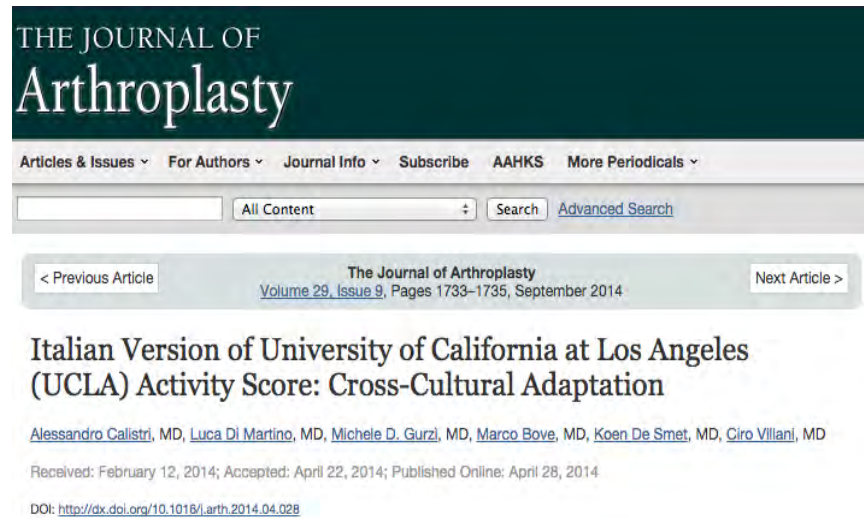 THE JOURNAL OF
Arthroplasty
Articles & Issues For Authors Journal Info Subscribe AAHKS More Periodicals
All Content Search Advanced Search
< Previous Article The Journal of Arthroplasty Next Article >
Volume 29, Issue 9, Pages 1733–1735, September 2014
Italian Version of University of California at Los Angeles
(UCLA) Activity Score: Cross-Cultural Adaptation
Alessandro Calistri, MD, Luca Di Martino, MD, Michele D. Gurzì, MD, Marco Bove, MD, Koen De Smet, MD, Ciro Villani, MD
Received: February 12, 2014; Accepted: April 22, 2014; Published Online: April 28, 2014
DOI: http://dx.doi.org/10.1016/j.arth.2014.04.028